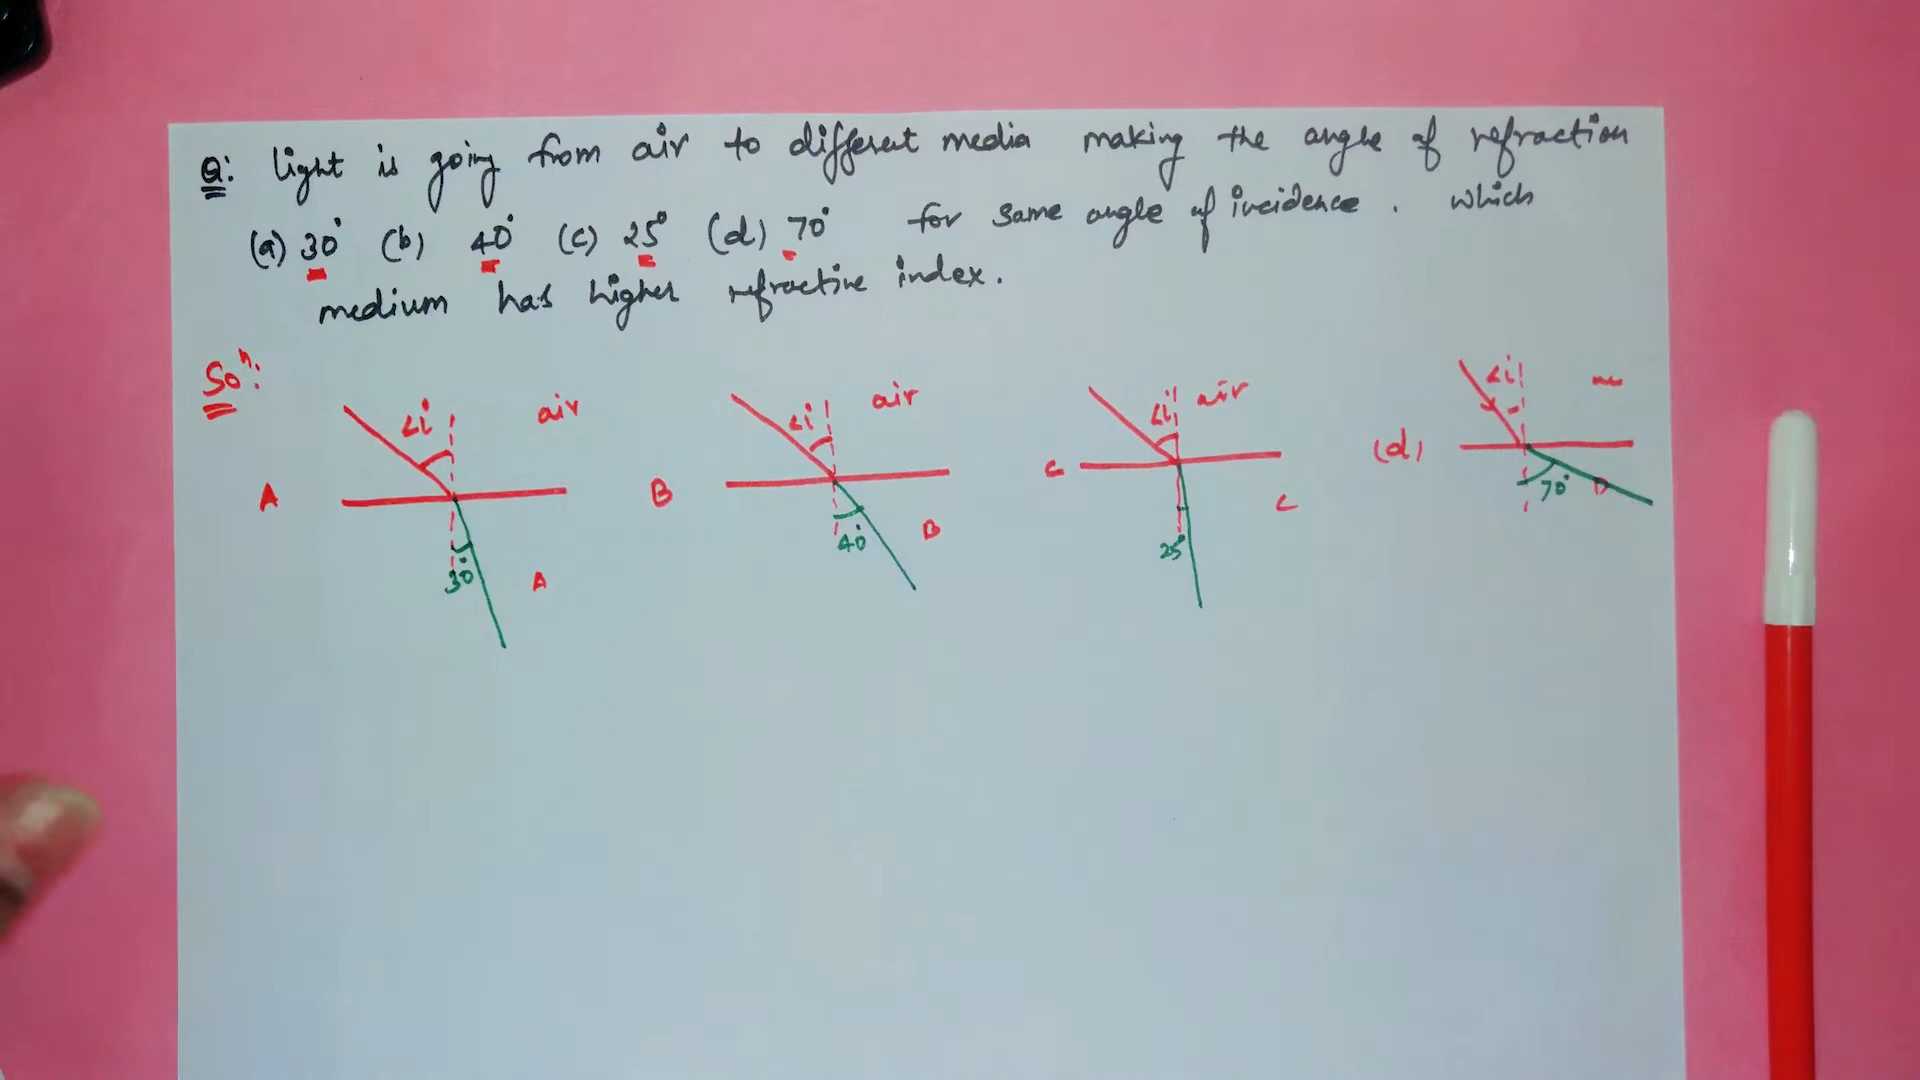 Q: Light is going from air to different media making the angle of refraction
(a) 30° (b) 40° (c) 25° (d) 70° for same angle of incidence. which
medium has higher refractive index.
Soⁿ:
A ∠i air 30° A
B ∠i air 40° B
C ∠i air 25° C
(d) ∠i 70° D